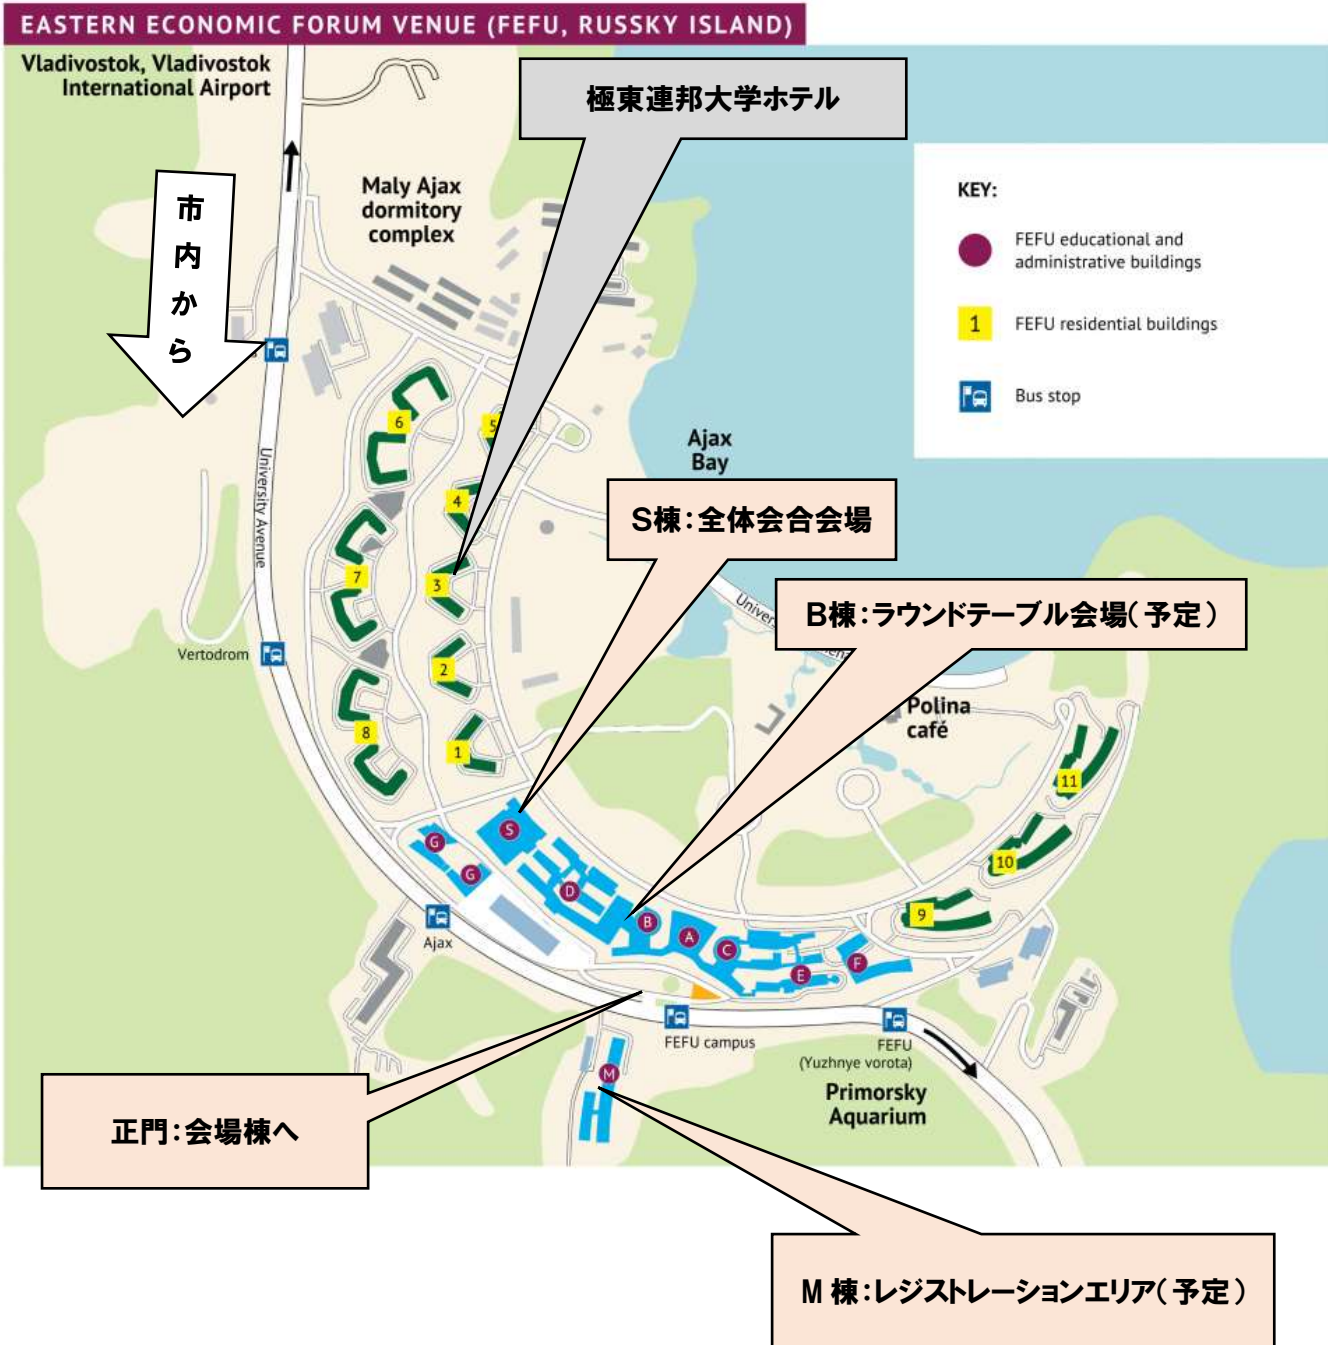 EASTERN ECONOMIC FORUM VENUE (FEFU, RUSSKY ISLAND)
Vladivostok, Vladivostok
International Airport
極東連邦大学ホテル
市
内
か
ら
Maly Ajax
dormitory
complex
KEY:
FEFU educational and
administrative buildings
1
FEFU residential buildings
Bus stop
6
5
Ajax
Bay
University Avenue
4
S棟:全体会合会場
7
3
B棟:ラウンドテーブル会場(予定)
Vertodrom
2
Polina
café
8
1
11
S
G
G
D
10
B
A
C
E
F
9
Ajax
FEFU campus
FEFU
(Yuzhnye vorota)
M
Primorsky
Aquarium
正門:会場棟へ
M 棟:レジストレーションエリア(予定)